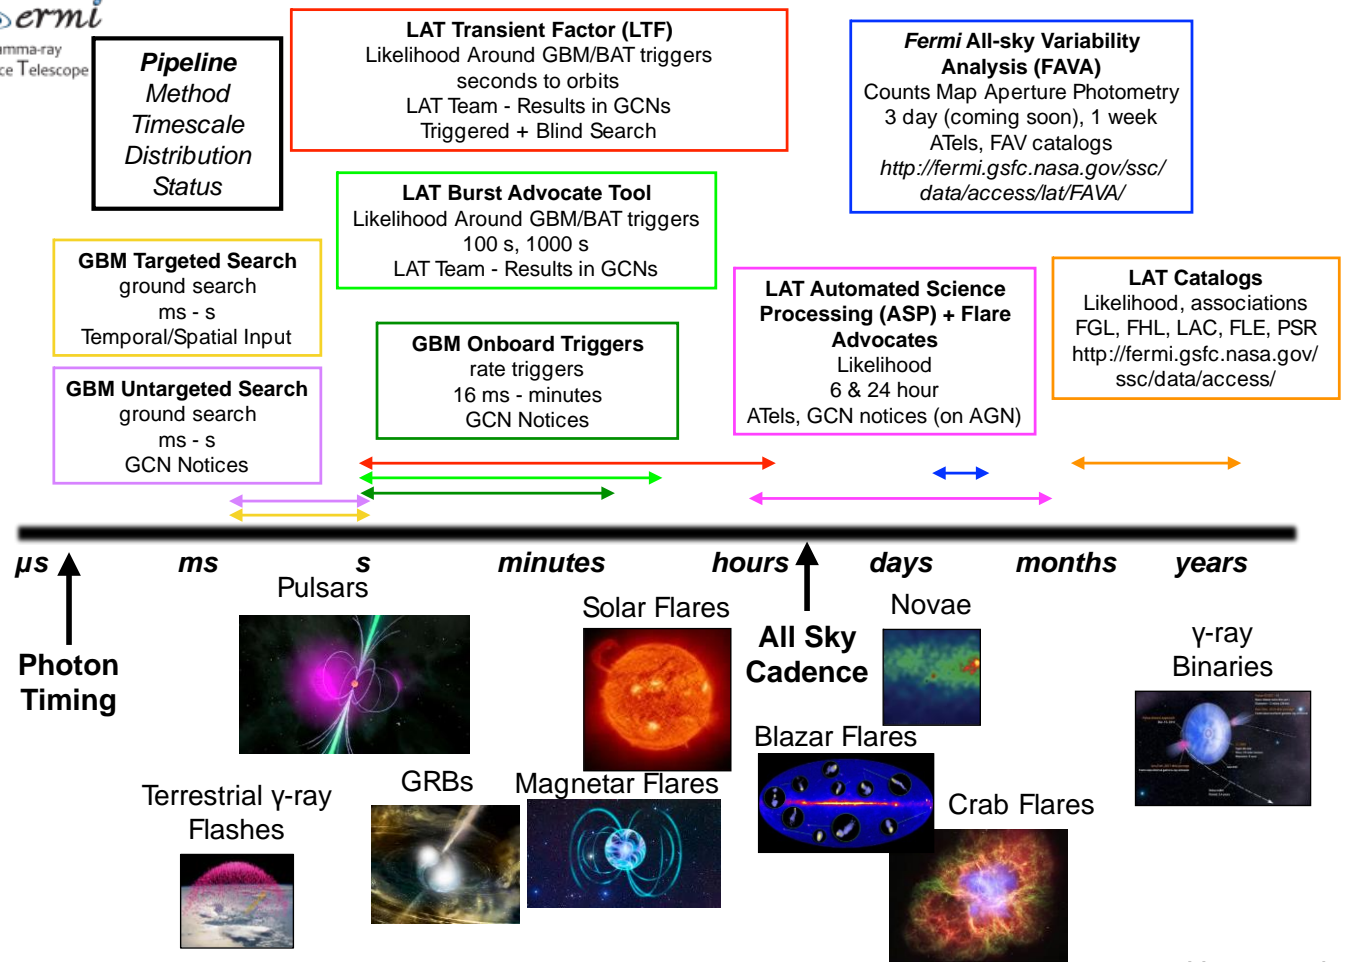 ermi
ce Telescope
Pipeline
Method
Timescale
Distribution
Status
LAT Transient Factor (LTF)
Likelihood Around GBM/BAT triggers
seconds to orbits
LAT Team - Results in GCNs
Triggered + Blind Search
Fermi All-sky Variability
Analysis (FAVA)
Counts Map Aperture Photometry
3 day (coming soon), 1 week
ATels, FAV catalogs
http://fermi.gsfc.nasa.gov/ssc/
data/access/lat/FAVA/
LAT Burst Advocate Tool
Likelihood Around GBM/BAT triggers
100 s, 1000 s
LAT Team - Results in GCNs
GBM Targeted Search
ground search
ms - s
Temporal/Spatial Input
GBM Onboard Triggers
rate triggers
16 ms - minutes
GCN Notices
LAT Automated Science
Processing (ASP) + Flare
Advocates
Likelihood
6 & 24 hour
ATels, GCN notices (on AGN)
LAT Catalogs
Likelihood, associations
FGL, FHL, LAC, FLE, PSR
http://fermi.gsfc.nasa.gov/
ssc/data/access/
GBM Untargeted Search
ground search
ms - s
GCN Notices
µs ms s minutes hours days months years
Photon
Timing
Pulsars
Solar Flares
All Sky
Cadence
Novae
γ-ray
Binaries
Terrestrial γ-ray
Flashes
GRBs
Magnetar Flares
Blazar Flares
Crab Flares